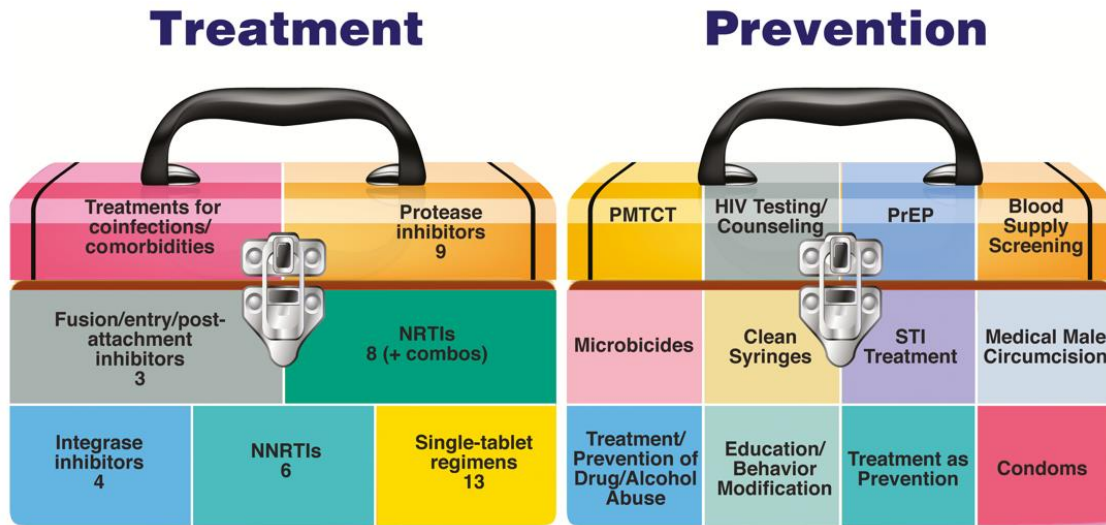 Treatment
Treatments for
coinfections/
comorbidities
Protease
inhibitors
9
Fusion/entry/post-
attachment
inhibitors
3
NRTIs
8 (+ combos)
Integrase
inhibitors
4
NNRTIs
6
Single-tablet
regimens
13
Prevention
PMTCT
HIV Testing/
Counseling
PrEP
Blood
Supply
Screening
Microbicides
Clean
Syringes
STI
Treatment
Medical Male
Circumcision
Treatment/
Prevention of
Drug/Alcohol
Abuse
Education/
Behavior
Modification
Treatment as
Prevention
Condoms